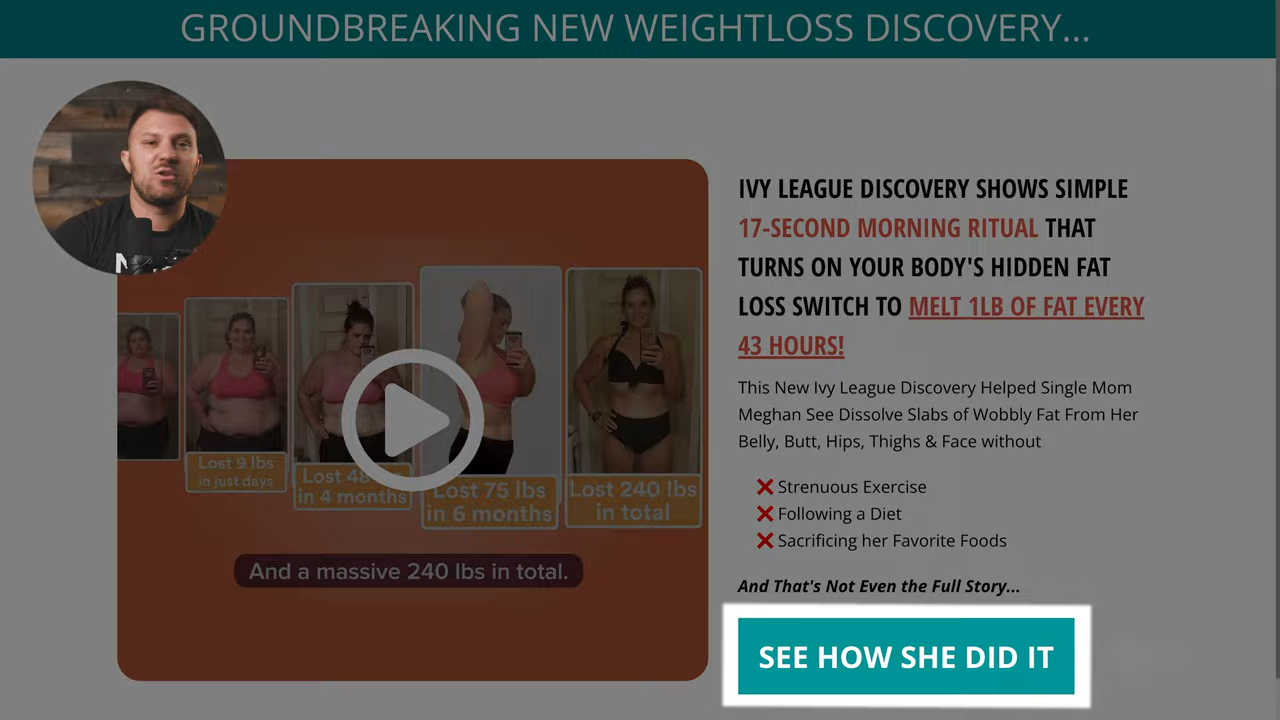 GROUNDBREAKING NEW WEIGHTLOSS DISCOVERY...
Lost 9 lbs
in just days
Lost 48
in 4 months
Lost 75 lbs
in 6 months
Lost 240 lbs
in total
And a massive 240 lbs in total.
IVY LEAGUE DISCOVERY SHOWS SIMPLE
17-SECOND MORNING RITUAL THAT
TURNS ON YOUR BODY'S HIDDEN FAT
LOSS SWITCH TO MELT 1LB OF FAT EVERY
43 HOURS!
This New Ivy League Discovery Helped Single Mom
Meghan See Dissolve Slabs of Wobbly Fat From Her
Belly, Butt, Hips, Thighs & Face without
Strenuous Exercise
Following a Diet
Sacrificing her Favorite Foods
And That's Not Even the Full Story...
SEE HOW SHE DID IT